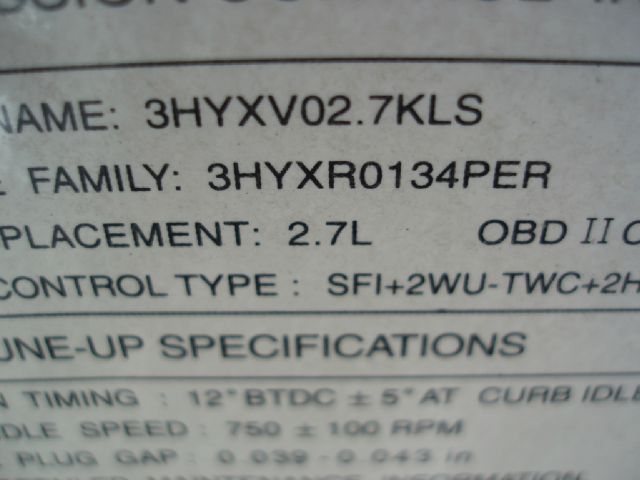 NAME: 3HYXV02.7KLS
FAMILY: 3HYXR0134PER
PLACEMENT: 2.7L OBD II C
CONTROL TYPE : SFI+2WU-TWC+2H
UNE-UP SPECIFICATIONS
N TIMING : 12° BTDC ± 5° AT CURB IDLE
DLE SPEED : 750 ± 100 RPM
PLUG GAP : 0.039 - 0.043 in
MAINTENANCE INFORMATION